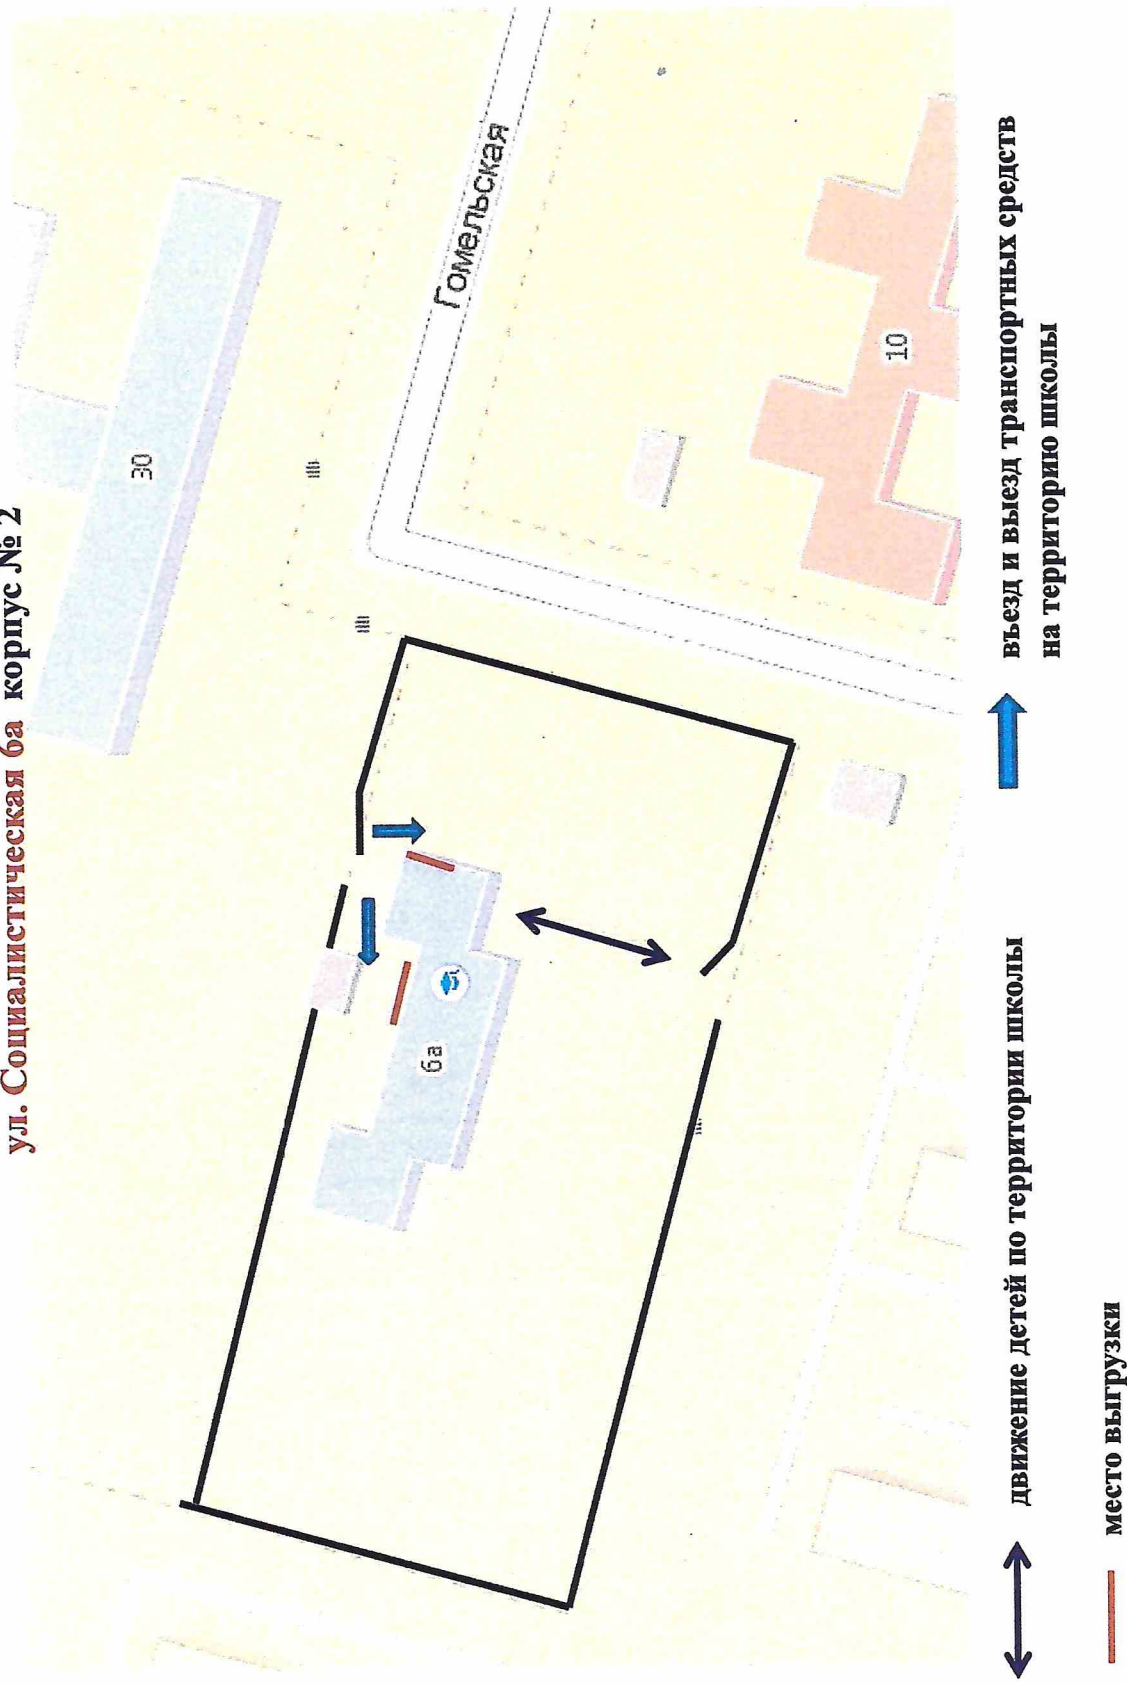 ул. Социалистическая 6а корпус № 2
30
Гомельская
6а
10
движение детей по территории школы
въезд и выезд транспортных средств
на территорию школы
место выгрузки